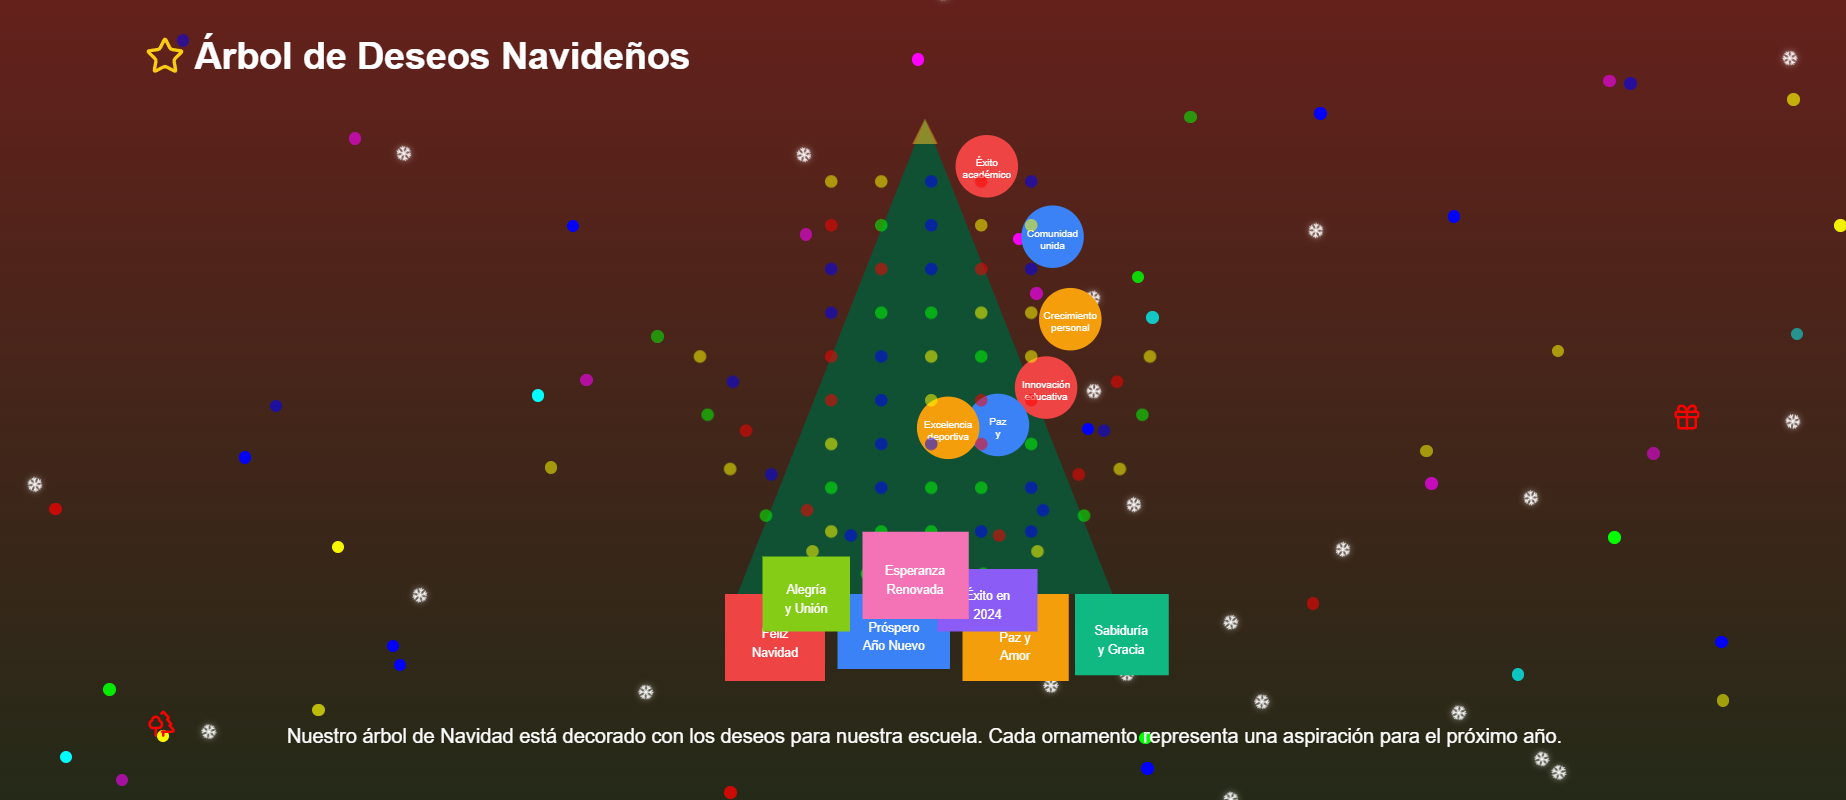 Árbol de Deseos Navideños
Éxito
académico
Comunidad
unida
Crecimiento
personal
Innovación
educativa
Excelencia
deportiva
Paz
y
Esperanza
Renovada
Alegría
y Unión
Éxito en
2024
Feliz
Navidad
Próspero
Año Nuevo
Paz y
Amor
Sabiduría
y Gracia
Nuestro árbol de Navidad está decorado con los deseos para nuestra escuela. Cada ornamento representa una aspiración para el próximo año.